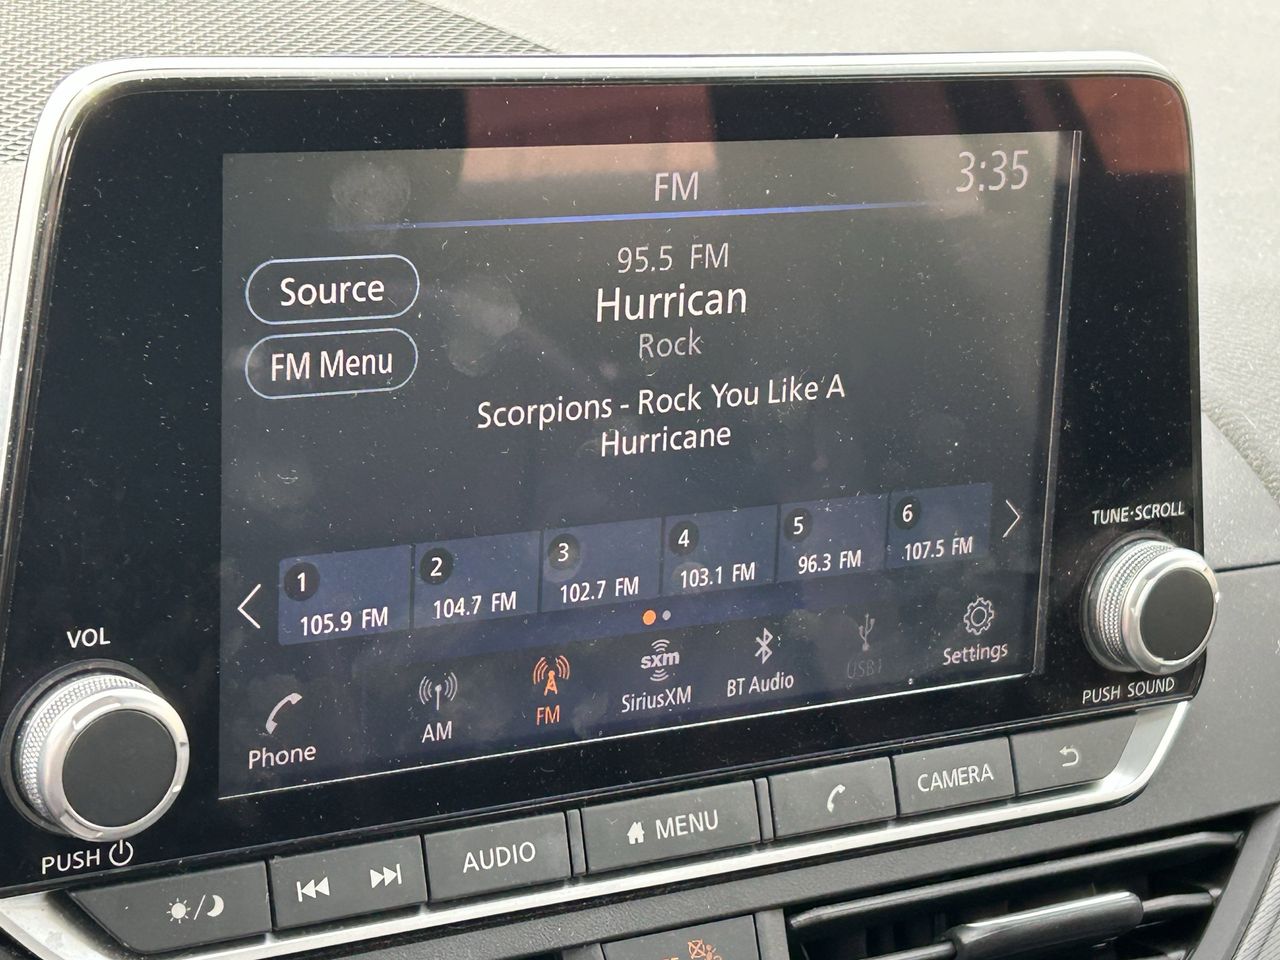 FM
3:35
95.5 FM
Source
Hurrican
FM Menu
Rock
Scorpions - Rock You Like A
Hurricane
1
105.9 FM
2
104.7 FM
3
102.7 FM
4
103.1 FM
5
96.3 FM
6
107.5 FM
TUNE·SCROLL
VOL
Phone
AM
FM
sxm
SiriusXM
BT Audio
USB1
Settings
PUSH SOUND
PUSH
AUDIO
MENU
CAMERA